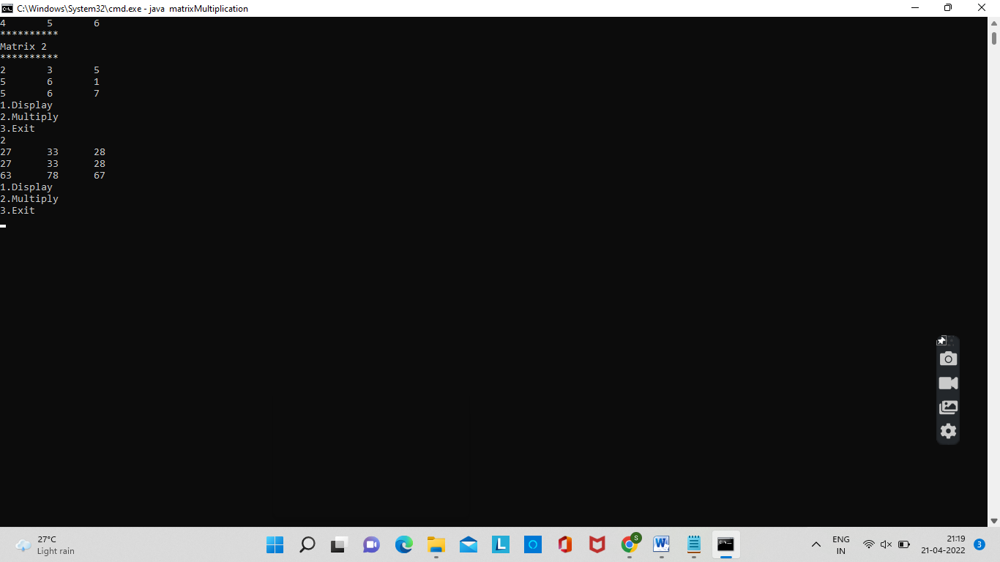 C:\Windows\System32\cmd.exe - java  matrixMultiplication
4 5 6
**********
Matrix 2
**********
2 3 5
5 6 1
5 6 7
1.Display
2.Multiply
3.Exit
2
27 33 28
27 33 28
63 78 67
1.Display
2.Multiply
3.Exit
27°C
Light rain
L
S
W
ENG
IN
21:19
21-04-2022
3